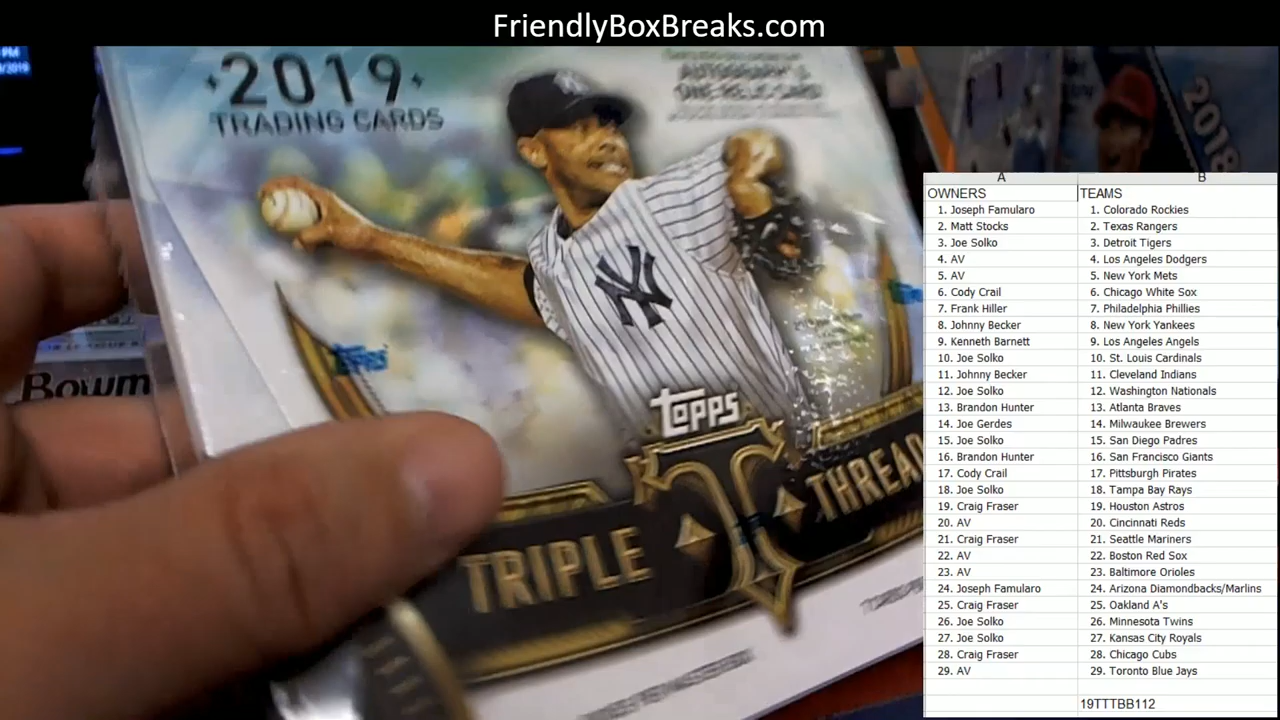 FriendlyBoxBreaks.com
PM
/2019
2019
TRADING CARDS
AUTOGRAPH &
ONE RELIC CARD
2018
NY
topps
topps
TRIPLE
THREAD
Bowm
A B
OWNERS TEAMS
1. Joseph Famularo 1. Colorado Rockies
2. Matt Stocks 2. Texas Rangers
3. Joe Solko 3. Detroit Tigers
4. AV 4. Los Angeles Dodgers
5. AV 5. New York Mets
6. Cody Crail 6. Chicago White Sox
7. Frank Hiller 7. Philadelphia Phillies
8. Johnny Becker 8. New York Yankees
9. Kenneth Barnett 9. Los Angels Angels
10. Joe Solko 10. St. Louis Cardinals
11. Johnny Becker 11. Cleveland Indians
12. Joe Solko 12. Washington Nationals
13. Brandon Hunter 13. Atlanta Braves
14. Joe Gerdes 14. Milwaukee Brewers
15. Joe Solko 15. San Diego Padres
16. Brandon Hunter 16. San Francisco Giants
17. Cody Crail 17. Pittsburgh Pirates
18. Joe Solko 18. Tampa Bay Rays
19. Craig Fraser 19. Houston Astros
20. AV 20. Cincinnati Reds
21. Craig Fraser 21. Seattle Mariners
22. AV 22. Boston Red Sox
23. AV 23. Baltimore Orioles
24. Joseph Famularo 24. Arizona Diamondbacks/Marlins
25. Craig Fraser 25. Oakland A's
26. Joe Solko 26. Minnesota Twins
27. Joe Solko 27. Kansas City Royals
28. Craig Fraser 28. Chicago Cubs
29. AV 29. Toronto Blue Jays
19TTTBB112